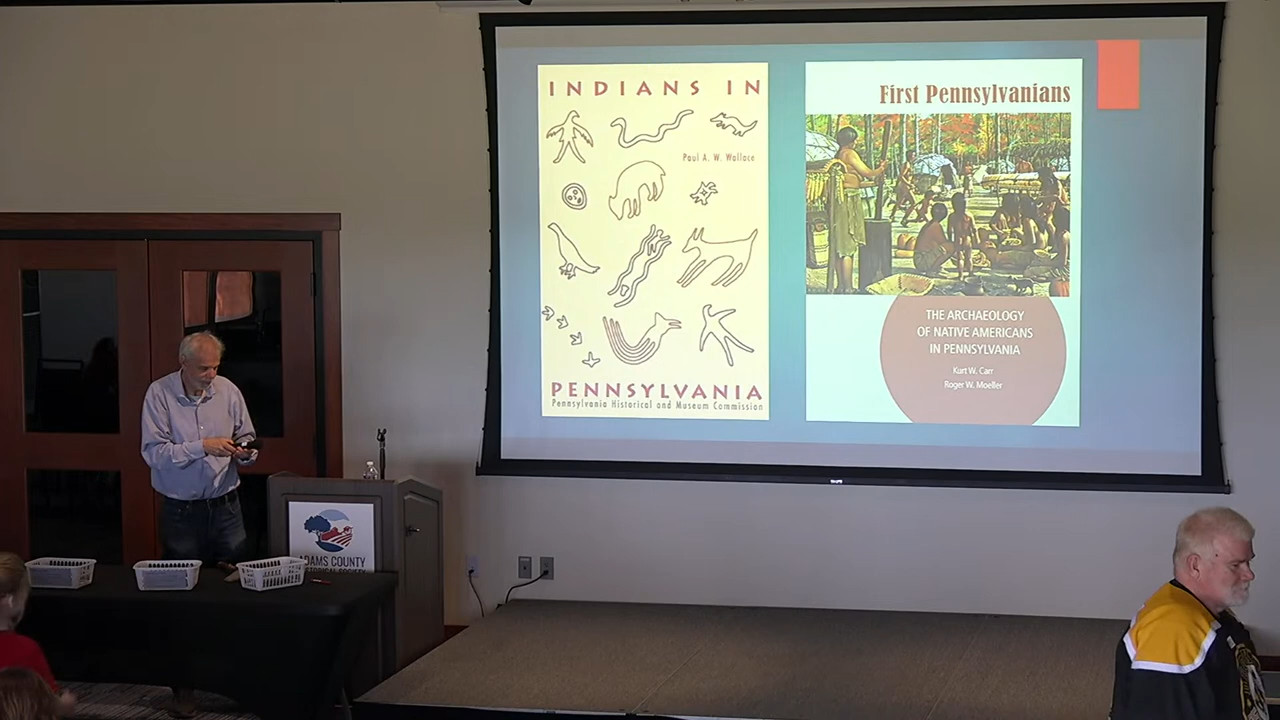 INDIANS IN
Paul A. W. Wallace
PENNSYLVANIA
Pennsylvania Historical and Museum Commission
First Pennsylvanians
THE ARCHAEOLOGY
OF NATIVE AMERICANS
IN PENNSYLVANIA
Kurt W. Carr
Roger W. Moeller
ADAMS COUNTY